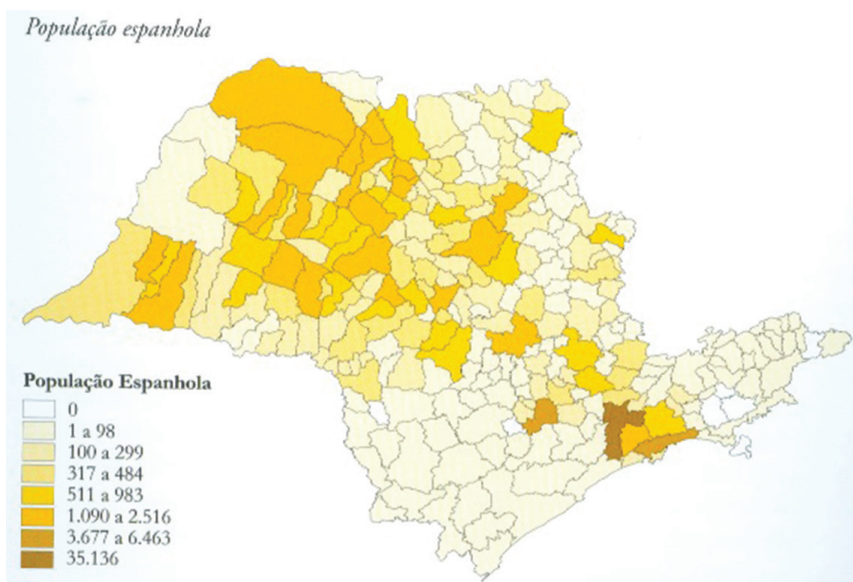 População espanhola
População Espanhola
0
1 a 98
100 a 299
317 a 484
511 a 983
1.090 a 2.516
3.677 a 6.463
35.136